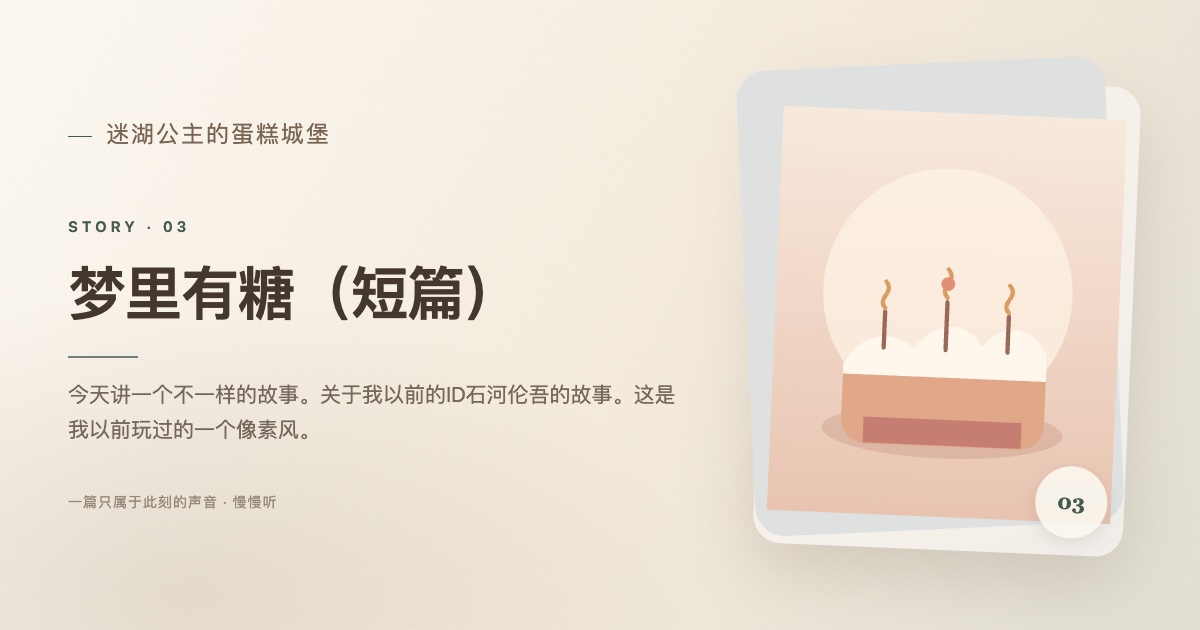 — 迷湖公主的蛋糕城堡
STORY · 03
梦里有糖（短篇）
今天讲一个不一样的故事。关于我以前的ID石河伦吾的故事。这是
我以前玩过的一个像素风。
一篇只属于此刻的声音 · 慢慢听
03